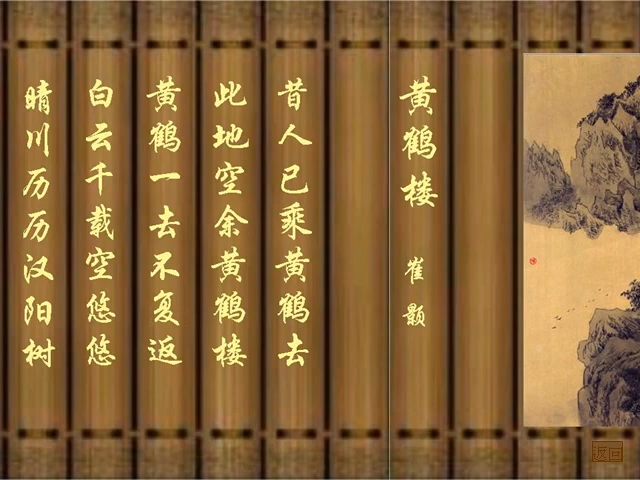 黄鹤楼
崔颢
昔人已乘黄鹤去
此地空余黄鹤楼
黄鹤一去不复返
白云千载空悠悠
晴川历历汉阳树